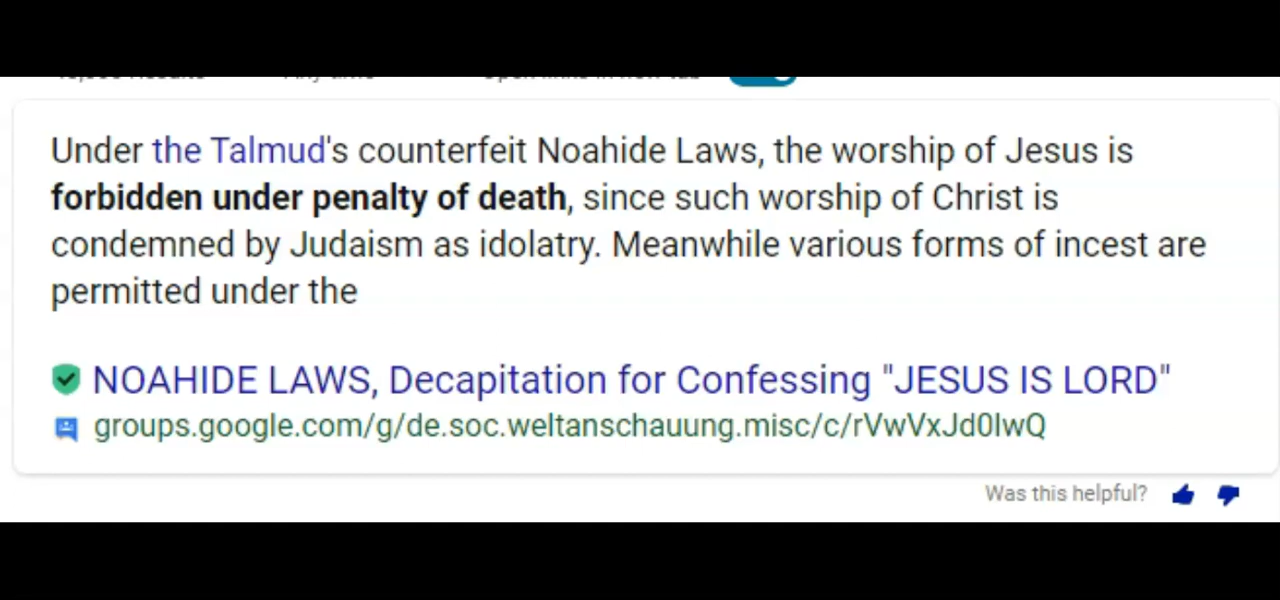 Under the Talmud's counterfeit Noahide Laws, the worship of Jesus is
forbidden under penalty of death, since such worship of Christ is
condemned by Judaism as idolatry. Meanwhile various forms of incest are
permitted under the
NOAHIDE LAWS, Decapitation for Confessing "JESUS IS LORD"
groups.google.com/g/de.soc.weltanschauung.misc/c/rVwVxJd0lwQ
Was this helpful?